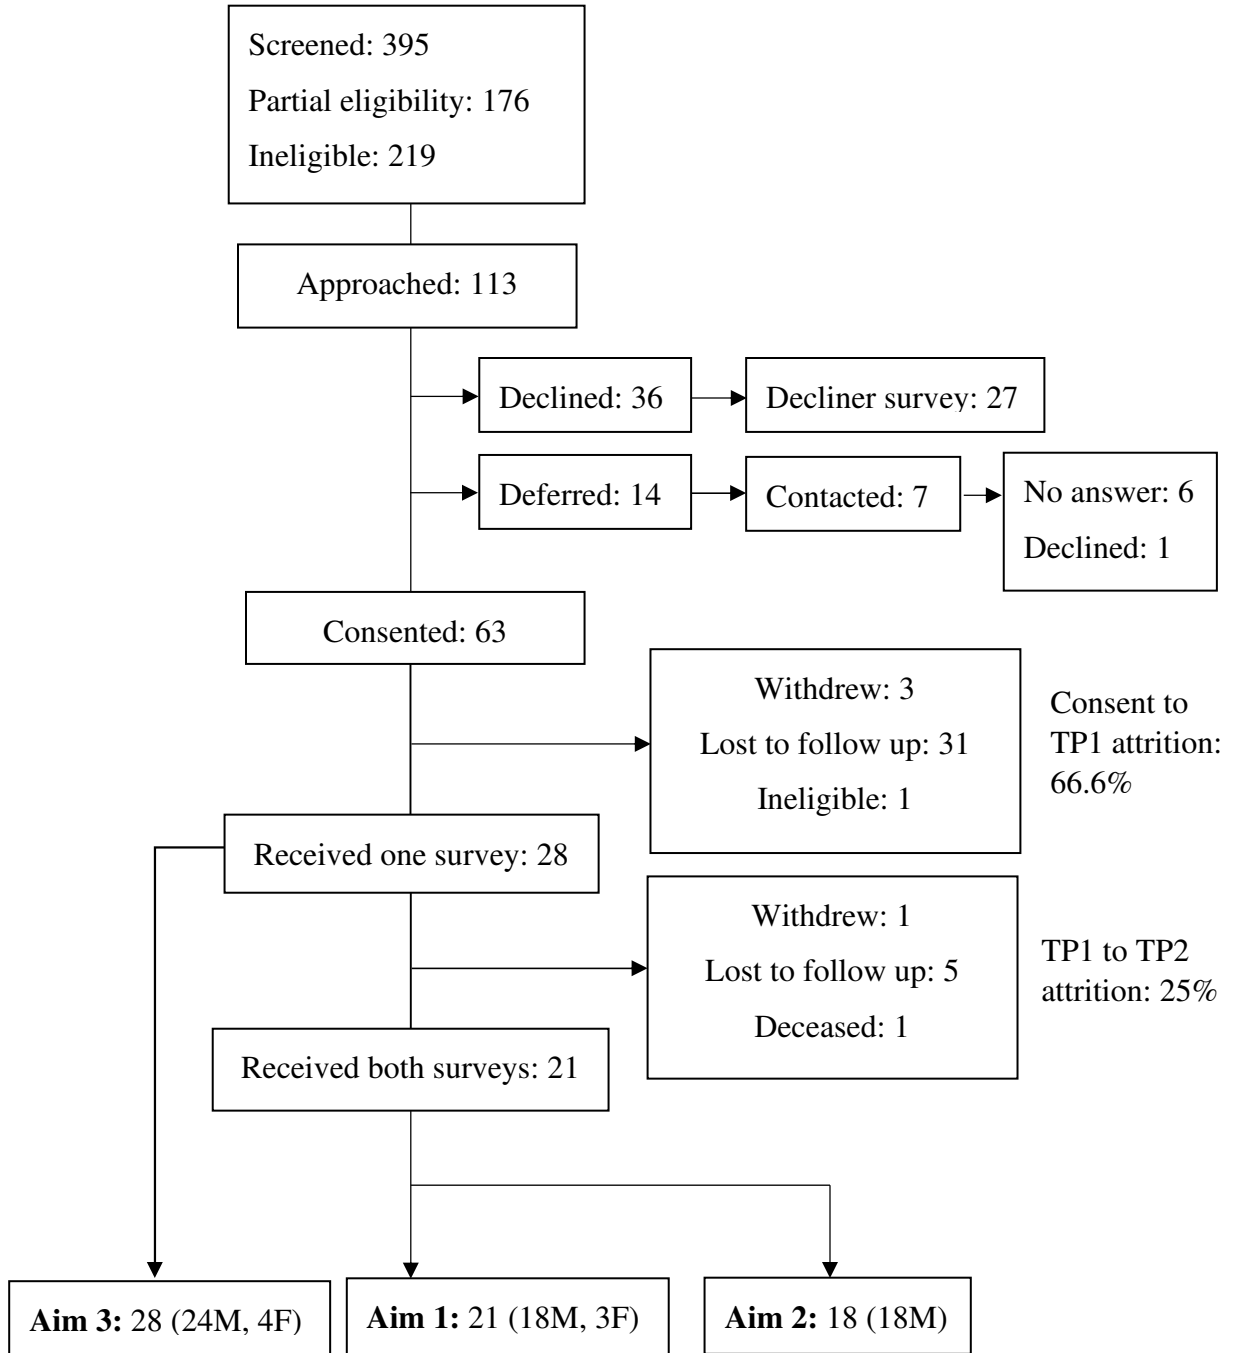 Screened: 395
Partial eligibility: 176
Ineligible: 219
Approached: 113
Declined: 36
Decliner survey: 27
Deferred: 14
Contacted: 7
No answer: 6
Declined: 1
Consented: 63
Withdrew: 3
Lost to follow up: 31
Ineligible: 1
Consent to
TP1 attrition:
66.6%
Received one survey: 28
Withdrew: 1
Lost to follow up: 5
Deceased: 1
TP1 to TP2
attrition: 25%
Received both surveys: 21
Aim 3: 28 (24M, 4F)
Aim 1: 21 (18M, 3F)
Aim 2: 18 (18M)